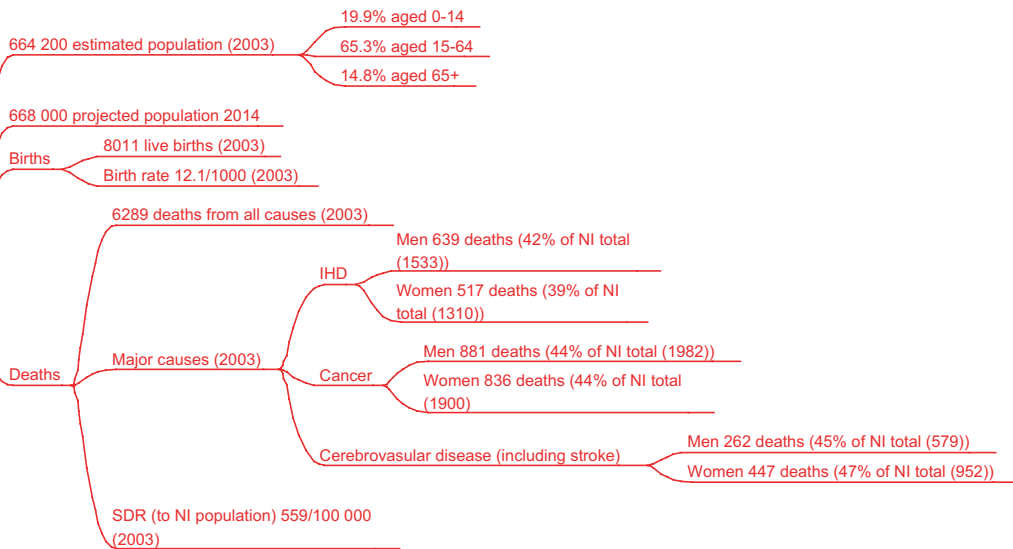 664 200 estimated population (2003)
19.9% aged 0-14
65.3% aged 15-64
14.8% aged 65+
668 000 projected population 2014
Births
8011 live births (2003)
Birth rate 12.1/1000 (2003)
Deaths
6289 deaths from all causes (2003)
Major causes (2003)
IHD
Men 639 deaths (42% of NI total
(1533))
Women 517 deaths (39% of NI
total (1310))
Cancer
Men 881 deaths (44% of NI total (1982))
Women 836 deaths (44% of NI total
(1900)
Cerebrovascular disease (including stroke)
Men 262 deaths (45% of NI total (579))
Women 447 deaths (47% of NI total (952))
SDR (to NI population) 559/100 000
(2003)